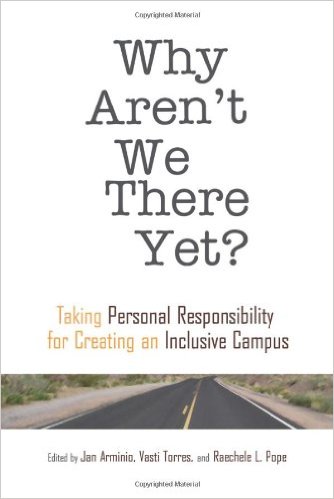 Copyrighted Material
Why
Aren't
We
There
Yet?
Taking Personal Responsibility
for Creating an Inclusive Campus
Edited by Jan Arminio, Vasti Torres, and Raechele L. Pope
Copyrighted Material